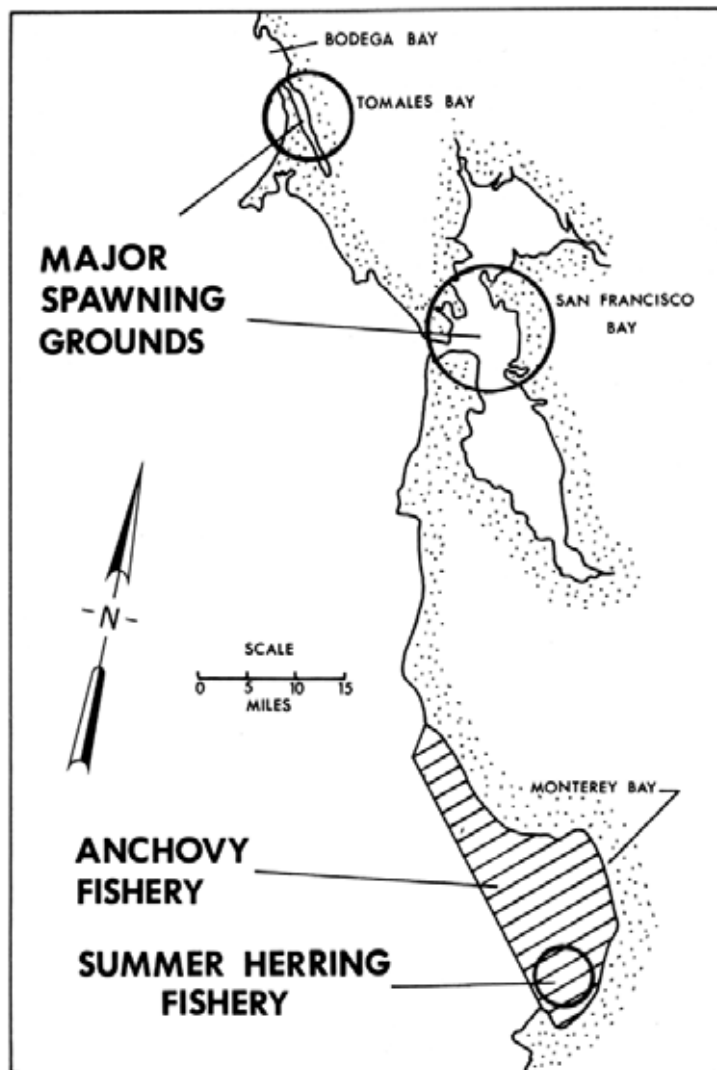 BODEGA BAY
TOMALES BAY
MAJOR
SPAWNING
GROUNDS
SAN FRANCISCO
BAY
N
SCALE
0 5 10 15
MILES
MONTEREY BAY
ANCHOVY
FISHERY
SUMMER HERRING
FISHERY